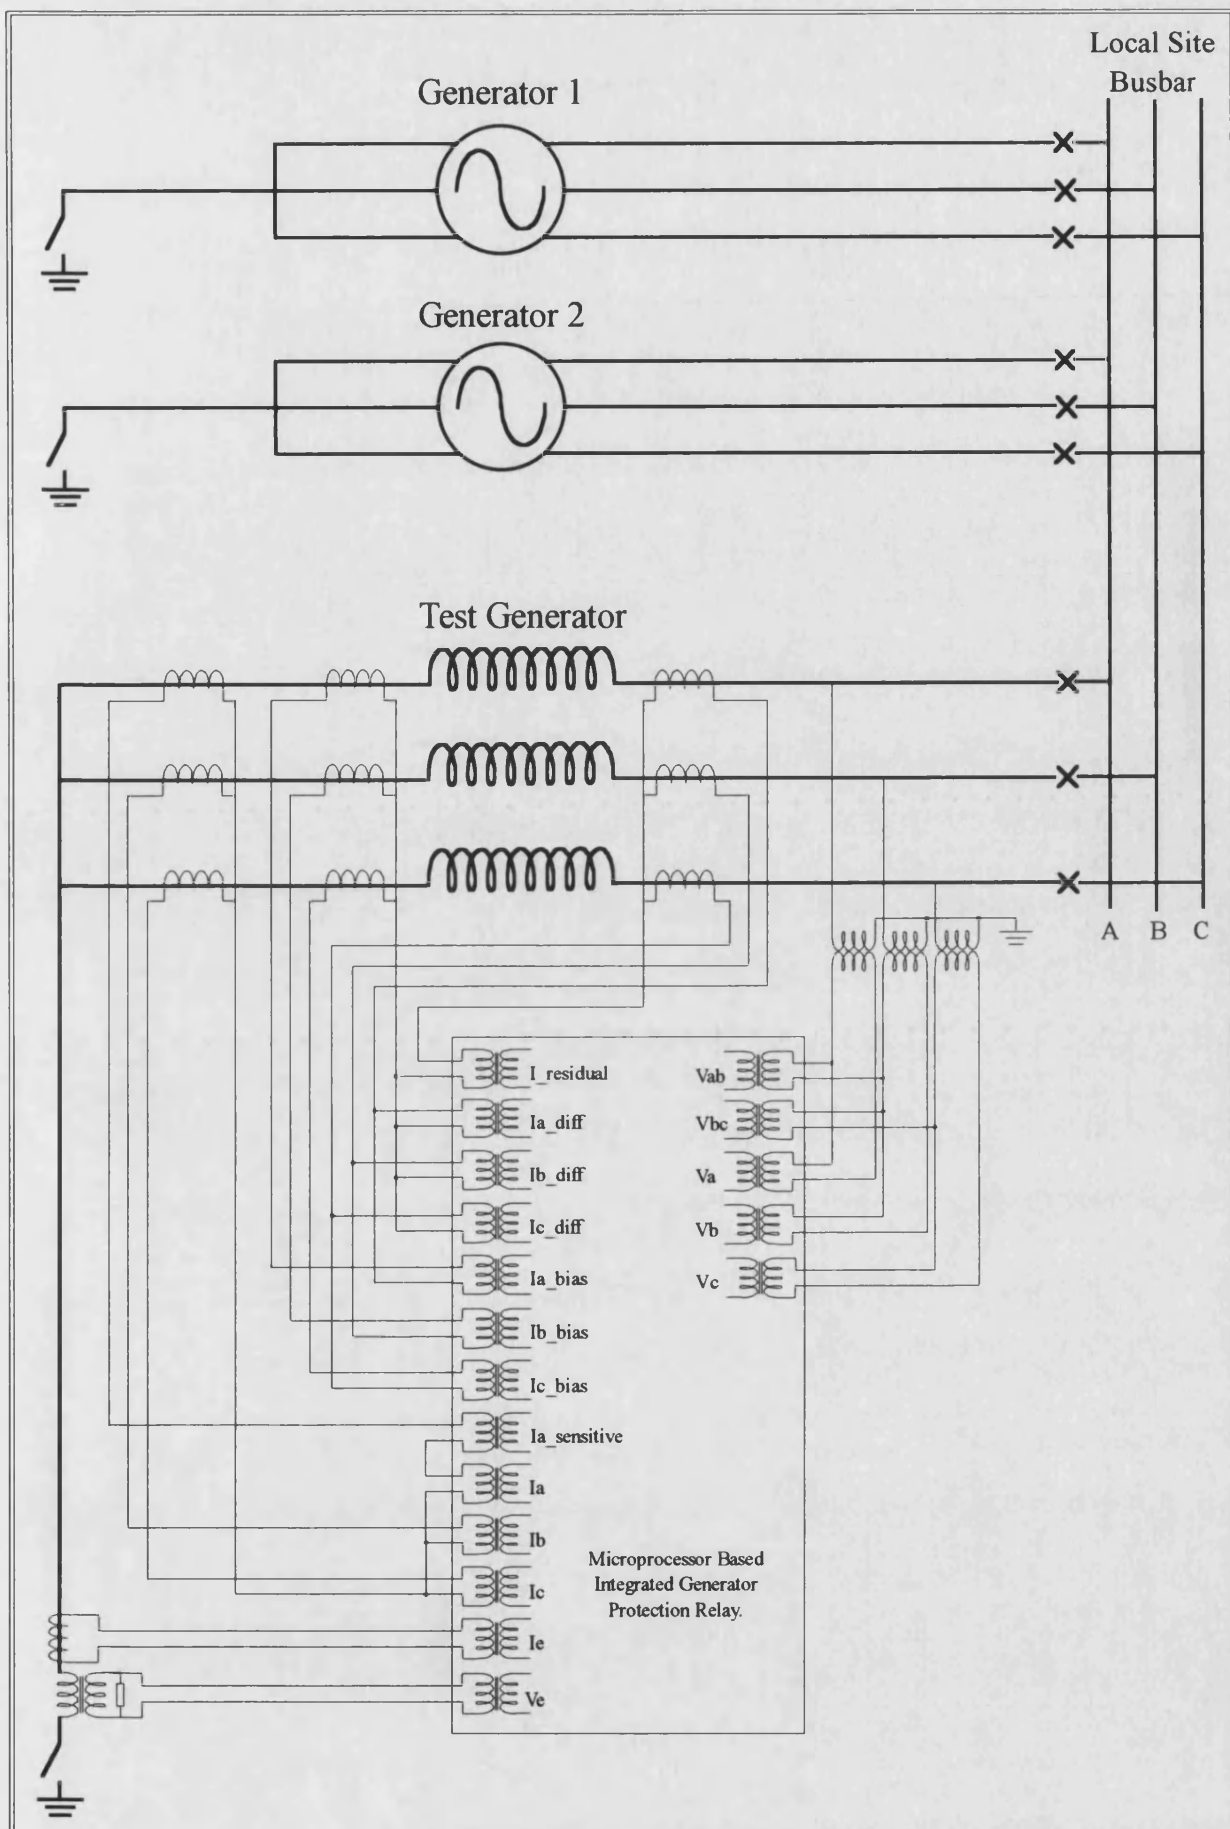 Local Site
Busbar
Generator 1
Generator 2
Test Generator
A B C
I_residual
Ia_diff
Ib_diff
Ic_diff
Ia_bias
Ib_bias
Ic_bias
Ia_sensitive
Ia
Ib
Ic
Ie
Ve
Vab
Vbc
Va
Vb
Vc
Microprocessor Based
Integrated Generator
Protection Relay.